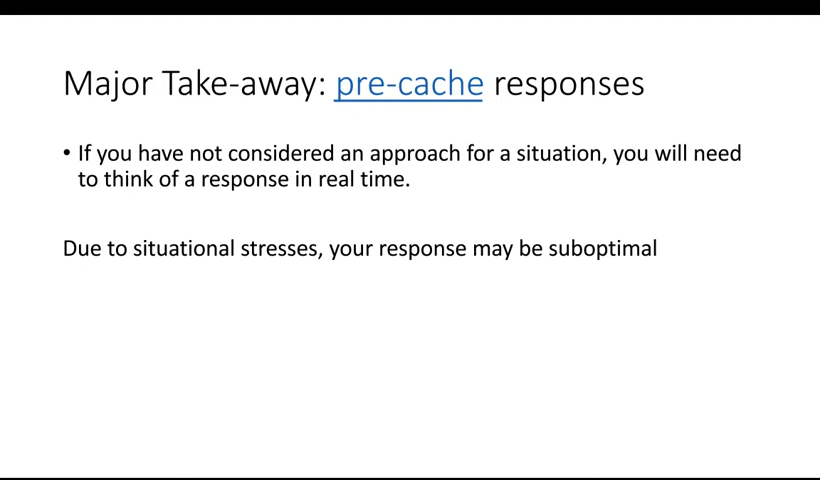 Major Take-away: pre-cache responses
• If you have not considered an approach for a situation, you will need
to think of a response in real time.
Due to situational stresses, your response may be suboptimal